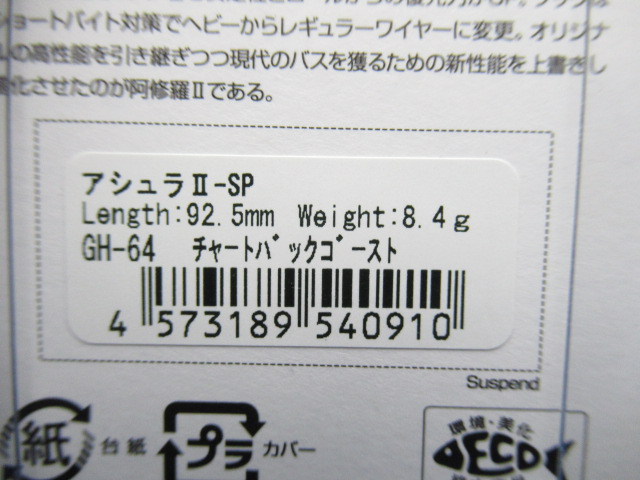 ショートバイト対策でヘビーからレギュラーワイヤーに変更。オリジナ
の高性能を引き継ぎつつ現代のバスを獲るための新性能を上書きし
化させたのが阿修羅Ⅱである。
アシュラⅡ-SP
Length:92.5mm Weight:8.4g
GH-64 チャートバックゴースト
4 573189 540910
Suspend
紙 台紙 プラ カバー
環境・美化
ECO